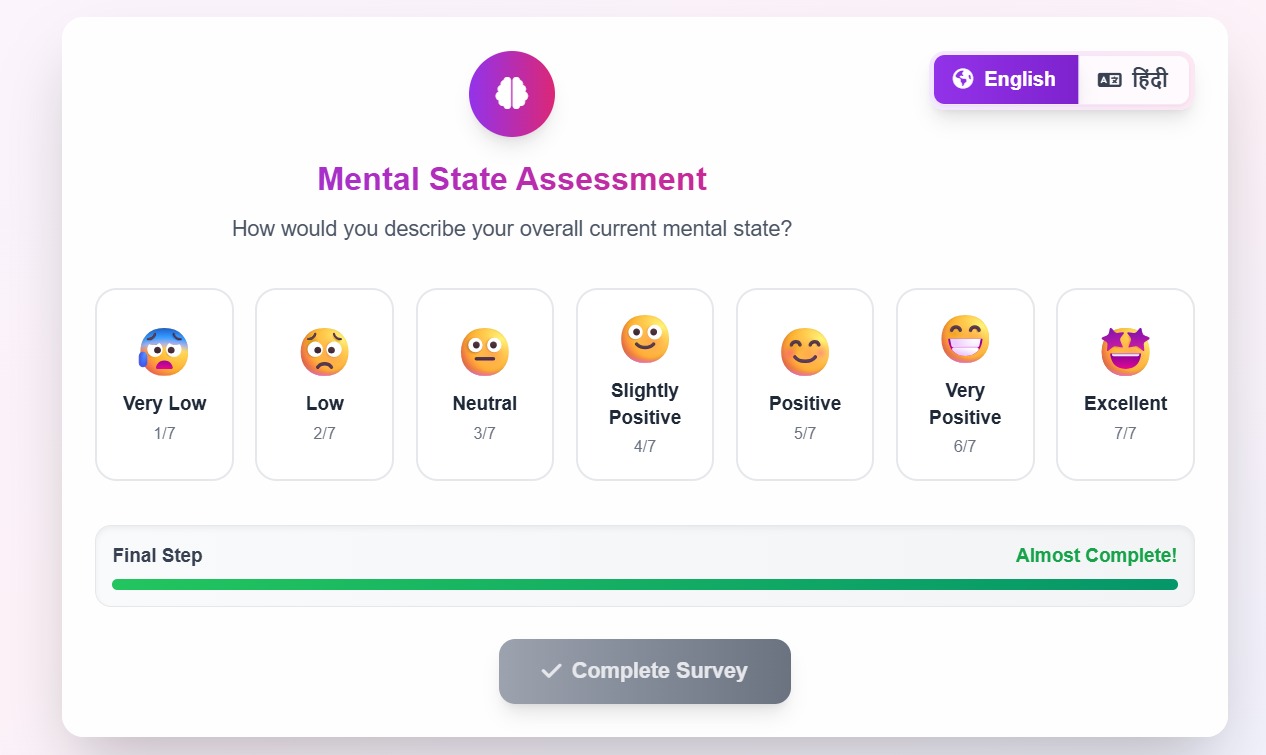 English
हिंदी
Mental State Assessment
How would you describe your overall current mental state?
Very Low
1/7
Low
2/7
Neutral
3/7
Slightly
Positive
4/7
Positive
5/7
Very
Positive
6/7
Excellent
7/7
Final Step
Almost Complete!
Complete Survey